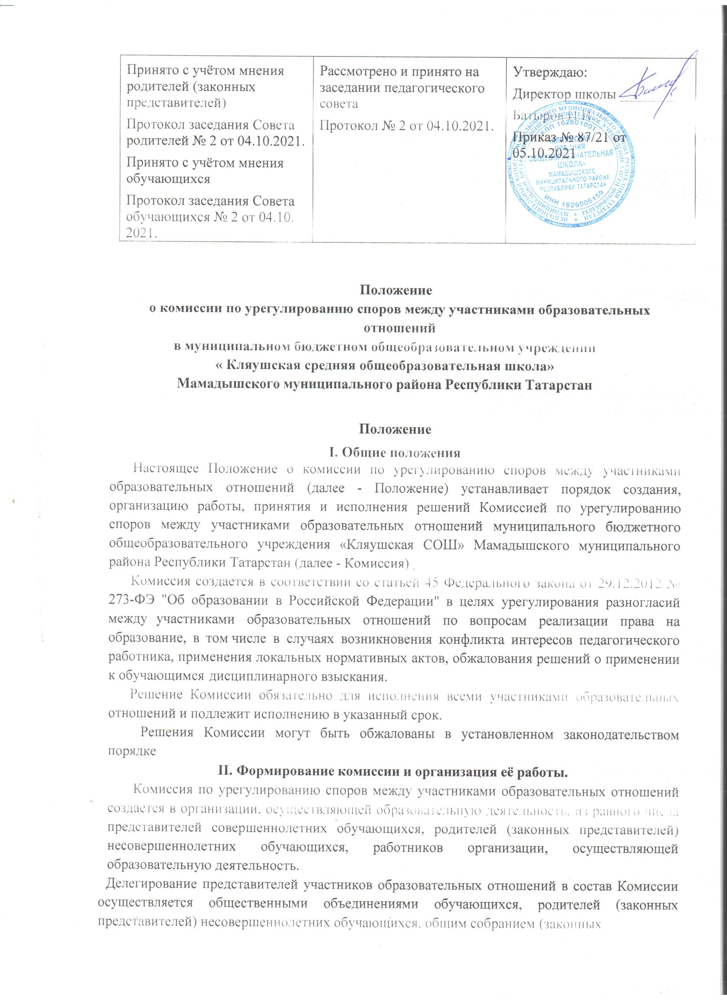 Принято с учётом мнения
родителей (законных
представителей)
Протокол заседания Совета
родителей № 2 от 04.10.2021.
Принято с учётом мнения
обучающихся
Протокол заседания Совета
обучающихся № 2 от 04.10.
2021.
Рассмотрено и принято на
заседании педагогического
совета
Протокол № 2 от 04.10.2021.
Утверждаю:
Директор школы
Батыров
Приказ № 87/21 от
05.10.2021
КПП 162601001
ШКОЛА»
МАМАДЫШСКОГО
МУНИЦИПАЛЬНОГО РАЙОНА
РЕСПУБЛИКИ ТАТАРСТАН
ИНН 1626005159
Положение
о комиссии по урегулированию споров между участниками образовательных
отношений
в муниципальном бюджетном общеобразовательном учреждении
« Кляушская средняя общеобразовательная школа»
Мамадышского муниципального района Республики Татарстан
Положение
I. Общие положения
Настоящее Положение о комиссии по урегулированию споров между участниками
образовательных отношений (далее - Положение) устанавливает порядок создания,
организацию работы, принятия и исполнения решений Комиссией по урегулированию
споров между участниками образовательных отношений муниципального бюджетного
общеобразовательного учреждения «Кляушская СОШ» Мамадышского муниципального
района Республики Татарстан (далее - Комиссия) .
Комиссия создается в соответствии со статьей 45 Федерального закона от 29.12.2012 №
273-ФЭ "Об образовании в Российской Федерации" в целях урегулирования разногласий
между участниками образовательных отношений по вопросам реализации права на
образование, в том числе в случаях возникновения конфликта интересов педагогического
работника, применения локальных нормативных актов, обжалования решений о применении
к обучающимся дисциплинарного взыскания.
Решение Комиссии обязательно для исполнения всеми участниками образовательных
отношений и подлежит исполнению в указанный срок.
Решения Комиссии могут быть обжалованы в установленном законодательством
порядке
II. Формирование комиссии и организация её работы.
Комиссия по урегулированию споров между участниками образовательных отношений
создается в организации, осуществляющей образовательную деятельность, из равного числа
представителей совершеннолетних обучающихся, родителей (законных представителей)
несовершеннолетних обучающихся, работников организации, осуществляющей
образовательную деятельность.
Делегирование представителей участников образовательных отношений в состав Комиссии
осуществляется общественными объединениями обучающихся, родителей (законных
представителей) несовершеннолетних обучающихся, общим собранием (законных